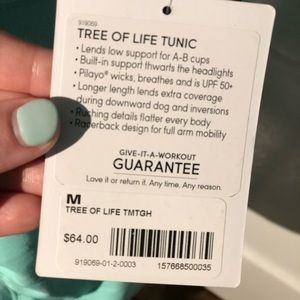 919069
TREE OF LIFE TUNIC
• Lends low support for A-B cups
• Built-in support thwarts the headlights
• Pilayo® wicks, breathes and is UPF 50+
• Longer length lends extra coverage
during downward dog and inversions
• Ruching details flatter every body
• Racerback design for full arm mobility
GIVE-IT-A-WORKOUT
GUARANTEE
Love it or return it. Any time. Any reason.
M
TREE OF LIFE TMTGH
$64.00
919069-01-2-0003 157668500035